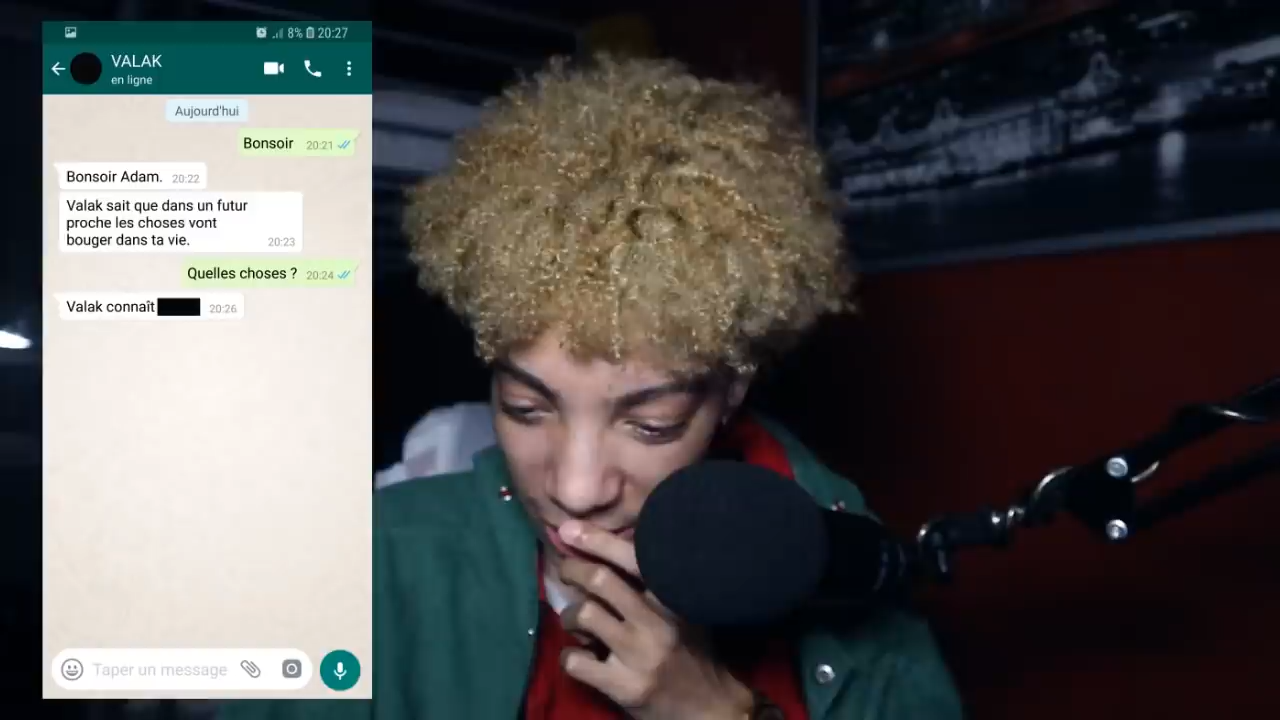 8% 20:27
VALAK
en ligne
Aujourd'hui
Bonsoir 20:21
Bonsoir Adam. 20:22
Valak sait que dans un futur
proche les choses vont
bouger dans ta vie. 20:23
Quelles choses ? 20:24
Valak connaît 20:26
Taper un message